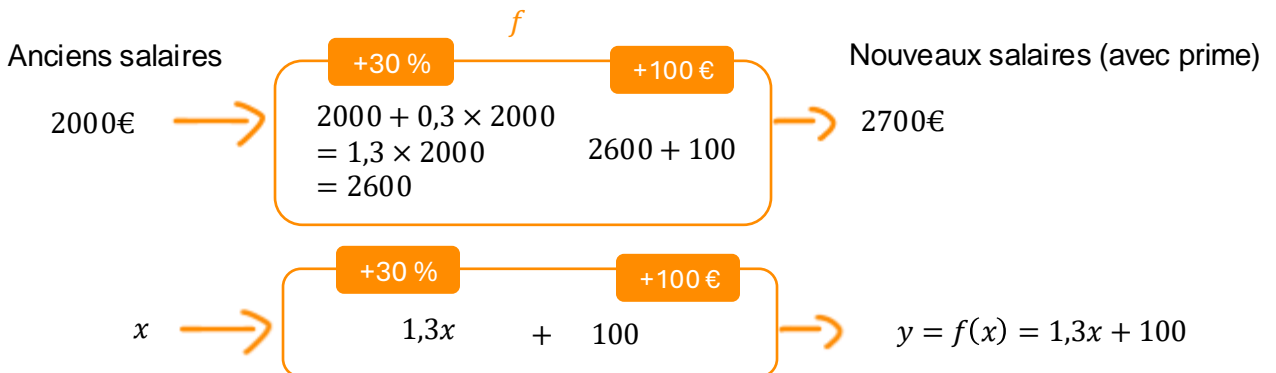 f
Anciens salaires
+30 %
+100 €
Nouveaux salaires (avec prime)
2000€
2000 + 0,3 × 2000
= 1,3 × 2000
= 2600
2600 + 100
2700€
+30 %
+100 €
x
1,3x + 100
y = f(x) = 1,3x + 100